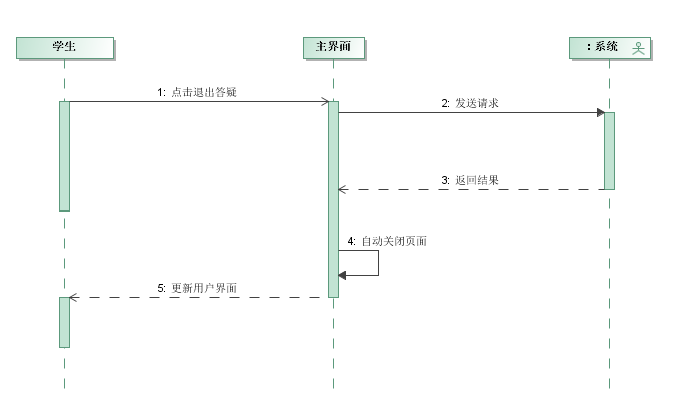 学生
主界面
: 系统
1: 点击退出答疑
2: 发送请求
3: 返回结果
4: 自动关闭页面
5: 更新用户界面